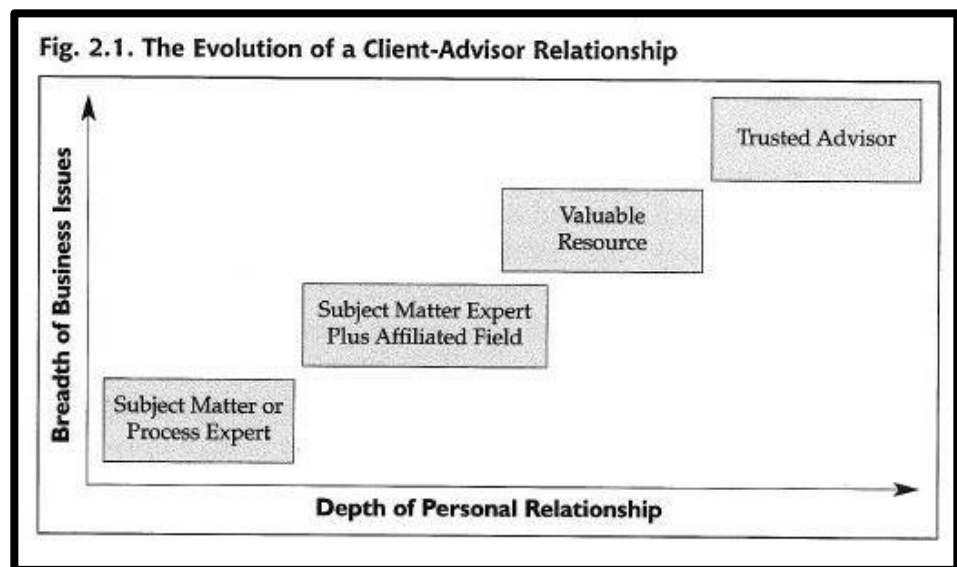 Fig. 2.1. The Evolution of a Client-Advisor Relationship
Breadth of Business Issues
Trusted Advisor
Valuable
Resource
Subject Matter Expert
Plus Affiliated Field
Subject Matter or
Process Expert
Depth of Personal Relationship